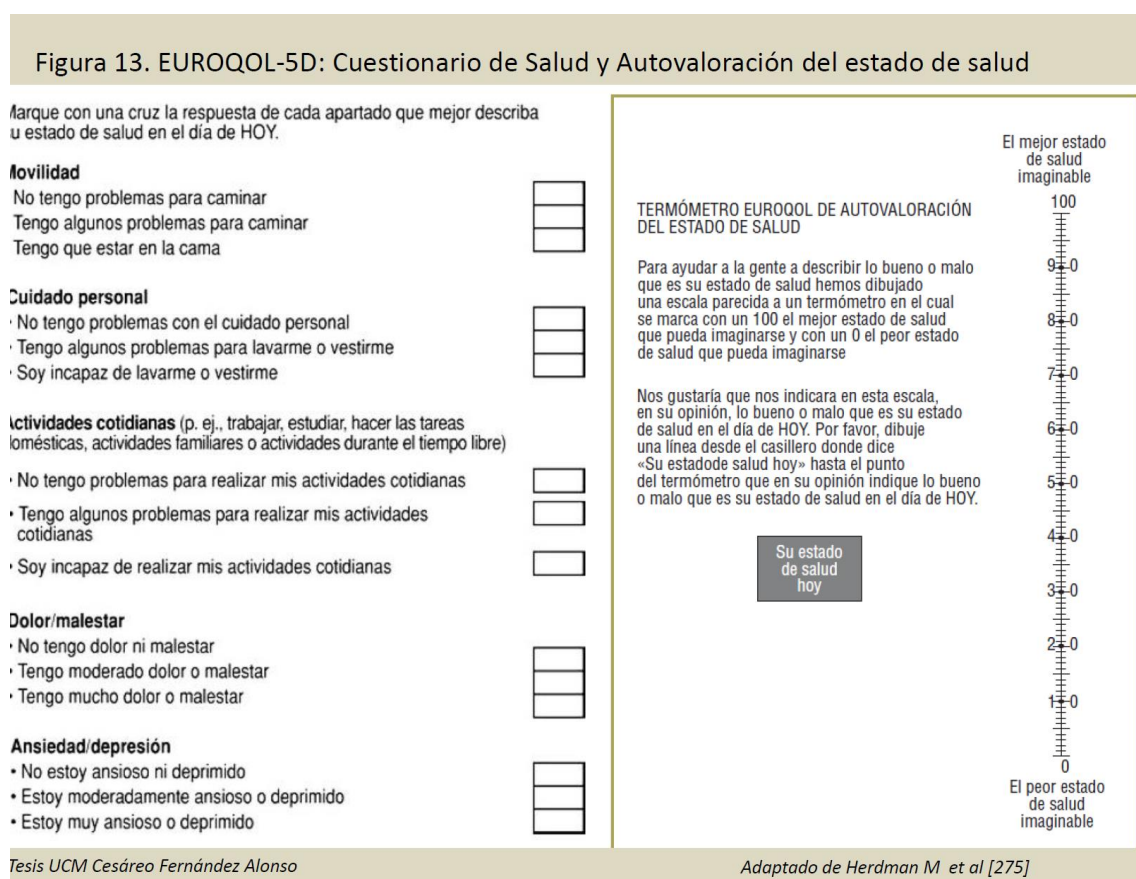 Figura 13. EUROQOL-5D: Cuestionario de Salud y Autovaloración del estado de salud
Marque con una cruz la respuesta de cada apartado que mejor describa
u estado de salud en el día de HOY.
Movilidad
No tengo problemas para caminar
Tengo algunos problemas para caminar
Tengo que estar en la cama
Cuidado personal
· No tengo problemas con el cuidado personal
· Tengo algunos problemas para lavarme o vestirme
· Soy incapaz de lavarme o vestirme
Actividades cotidianas (p. ej., trabajar, estudiar, hacer las tareas
domésticas, actividades familiares o actividades durante el tiempo libre)
· No tengo problemas para realizar mis actividades cotidianas
· Tengo algunos problemas para realizar mis actividades
cotidianas
· Soy incapaz de realizar mis actividades cotidianas
Dolor/malestar
· No tengo dolor ni malestar
· Tengo moderado dolor o malestar
· Tengo mucho dolor o malestar
Ansiedad/depresión
• No estoy ansioso ni deprimido
• Estoy moderadamente ansioso o deprimido
• Estoy muy ansioso o deprimido
TERMÓMETRO EUROQOL DE AUTOVALORACIÓN
DEL ESTADO DE SALUD
Para ayudar a la gente a describir lo bueno o malo
que es su estado de salud hemos dibujado
una escala parecida a un termómetro en el cual
se marca con un 100 el mejor estado de salud
que pueda imaginarse y con un 0 el peor estado
de salud que pueda imaginarse
Nos gustaría que nos indicara en esta escala,
en su opinión, lo bueno o malo que es su estado
de salud en el día de HOY. Por favor, dibuje
una línea desde el casillero donde dice
«Su estadode salud hoy» hasta el punto
del termómetro que en su opinión indique lo bueno
o malo que es su estado de salud en el día de HOY.
Su estado
de salud
hoy
El mejor estado
de salud
imaginable
100
90
80
70
60
50
40
30
20
10
0
El peor estado
de salud
imaginable
Tesis UCM Cesáreo Fernández Alonso
Adaptado de Herdman M et al [275]